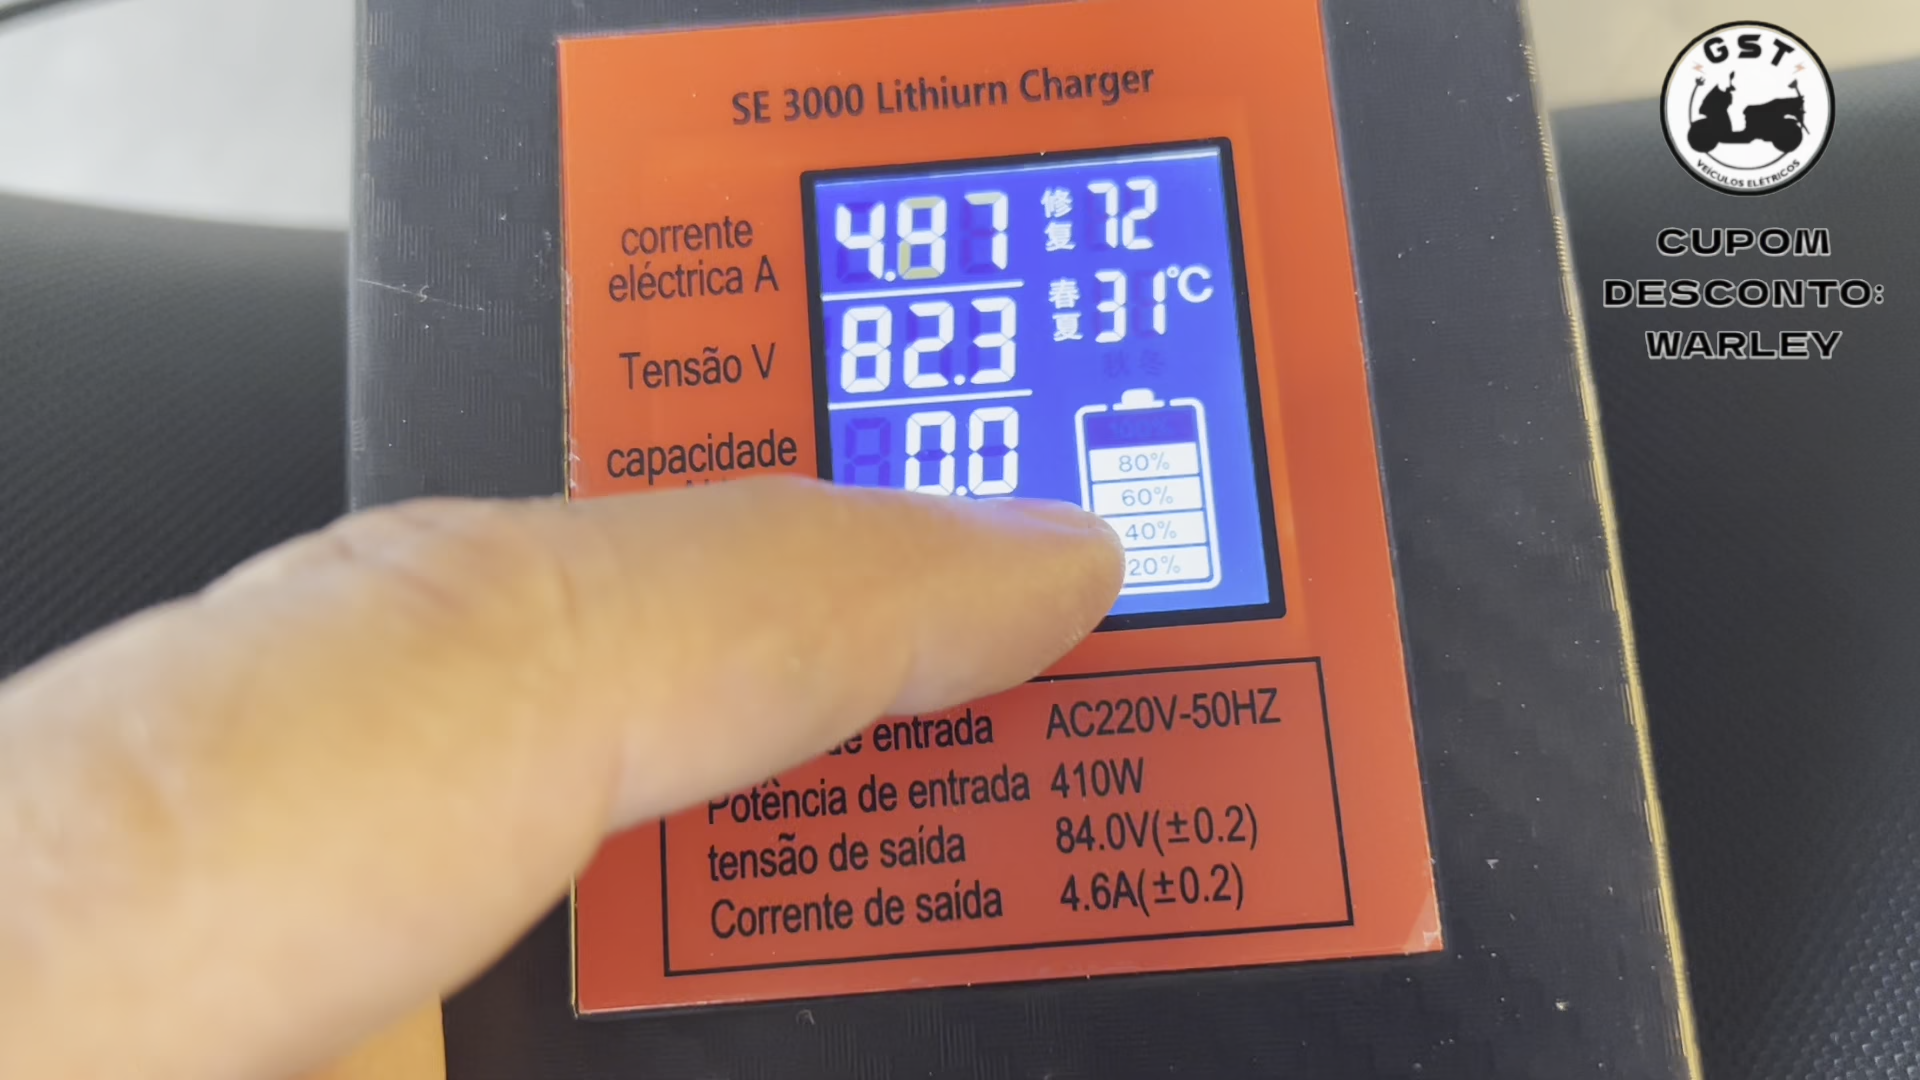 SE 3000 Lithiurn Charger
corrente
eléctrica A
4.87
修复
72
春夏
31°C
Tensão V
82.3
capacidade
0.0
80%
60%
40%
20%
de entrada AC220V-50HZ
Potência de entrada 410W
tensão de saída 84.0V(±0.2)
Corrente de saída 4.6A(±0.2)
GST
VEÍCULOS ELÉTRICOS
CUPOM
DESCONTO:
WARLEY